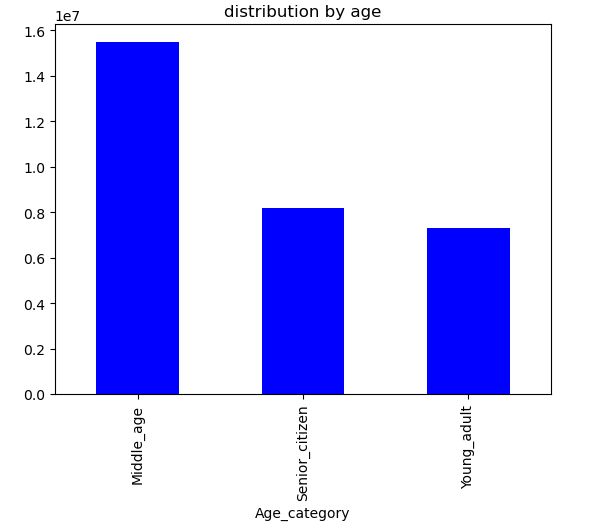 distribution by age
1e7
1.6
1.4
1.2
1.0
0.8
0.6
0.4
0.2
0.0
Middle_age
Senior_citizen
Young_adult
Age_category